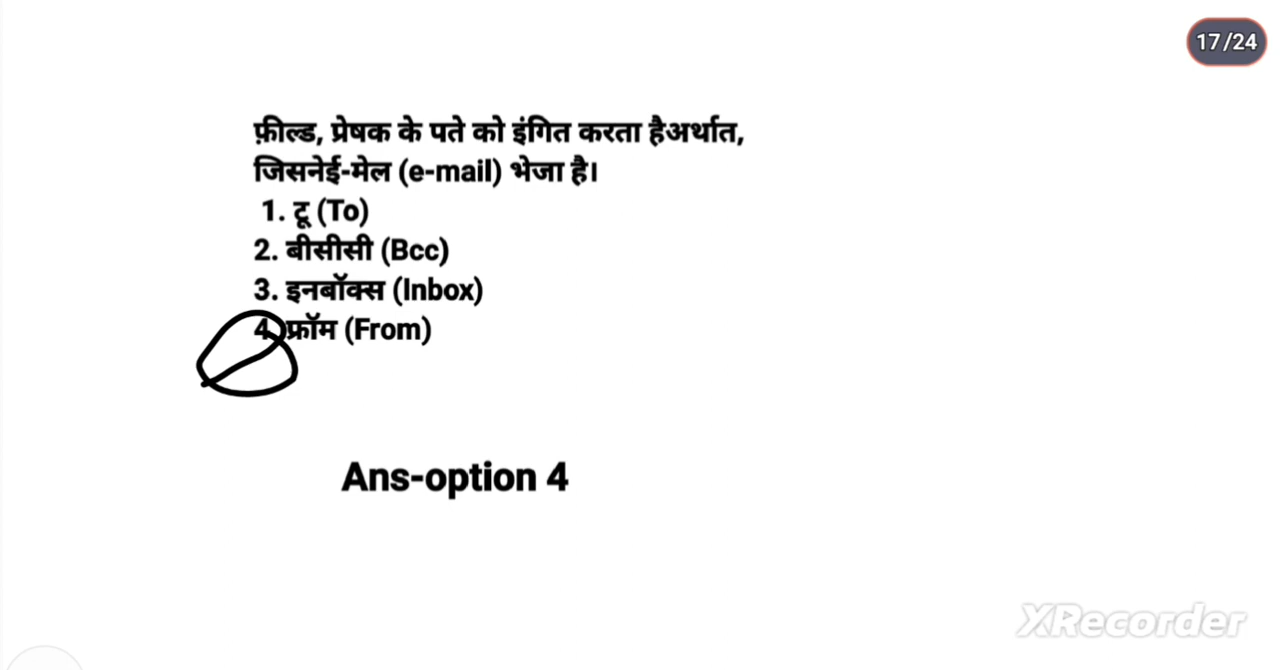 17/24
फ़ील्ड, प्रेषक के पते को इंगित करता हैअर्थात,
जिसनेई-मेल (e-mail) भेजा है।
1. टू (To)
2. बीसीसी (Bcc)
3. इनबॉक्स (Inbox)
4. फ्रॉम (From)
Ans-option 4
XRecorder